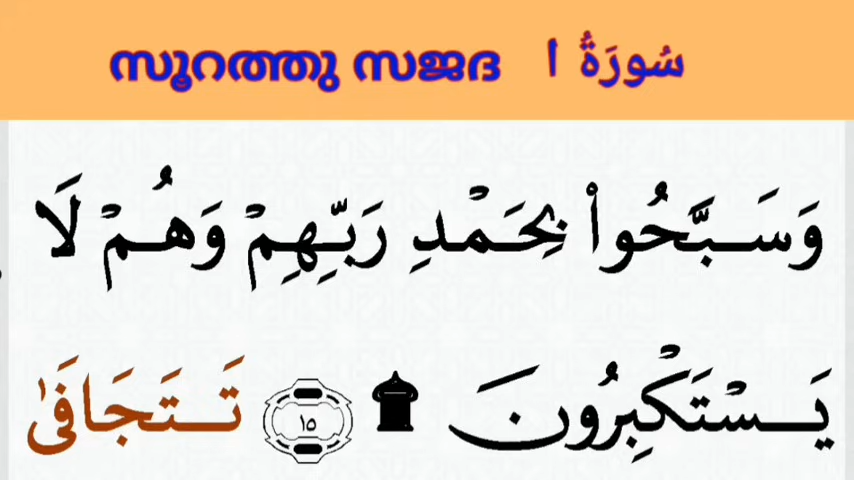 സൂറത്തു സജദ سُورَةُ ا
وَسَبَّحُوا۟ بِحَمْدِ رَبِّهِمْ وَهُمْ لَا
يَسْتَكْبِرُونَ ۩ ١٥ تَتَجَافَىٰ